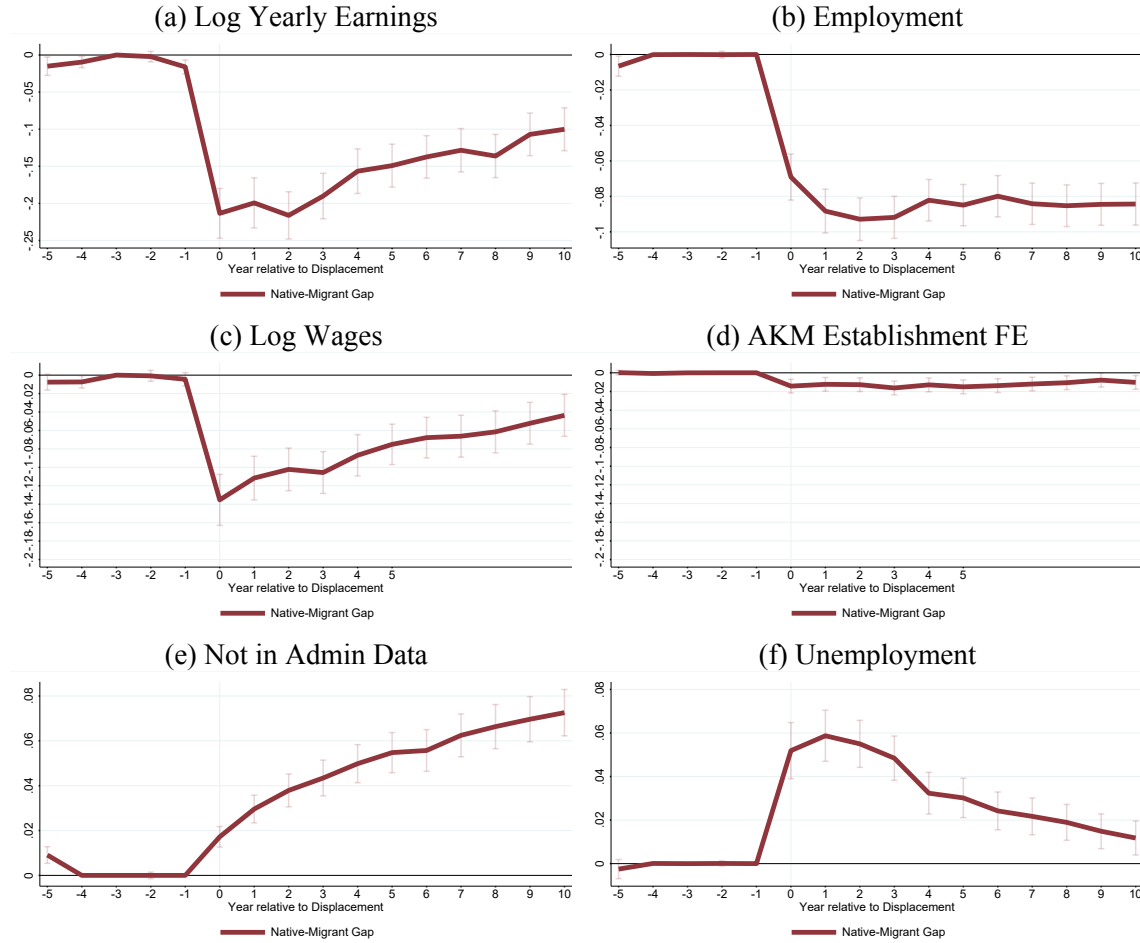 (a) Log Yearly Earnings
(b) Employment
0
-.05
-.1
-.15
-.2
-.25
-5 -4 -3 -2 -1 0 1 2 3 4 5 6 7 8 9 10
Year relative to Displacement
Native-Migrant Gap
0
-.02
-.04
-.06
-.08
-.1
-5 -4 -3 -2 -1 0 1 2 3 4 5 6 7 8 9 10
Year relative to Displacement
Native-Migrant Gap
(c) Log Wages
(d) AKM Establishment FE
-.2-.18-.16-.14-.12-.1-.08-.06-.04-.02 0
-5 -4 -3 -2 -1 0 1 2 3 4 5
Year relative to Displacement
Native-Migrant Gap
-.2-.18-.16-.14-.12-.1-.08-.06-.04-.02 0
-5 -4 -3 -2 -1 0 1 2 3 4 5
Year relative to Displacement
Native-Migrant Gap
(e) Not in Admin Data
(f) Unemployment
.08
.06
.04
.02
0
-5 -4 -3 -2 -1 0 1 2 3 4 5 6 7 8 9 10
Year relative to Displacement
Native-Migrant Gap
.08
.06
.04
.02
0
-5 -4 -3 -2 -1 0 1 2 3 4 5 6 7 8 9 10
Year relative to Displacement
Native-Migrant Gap